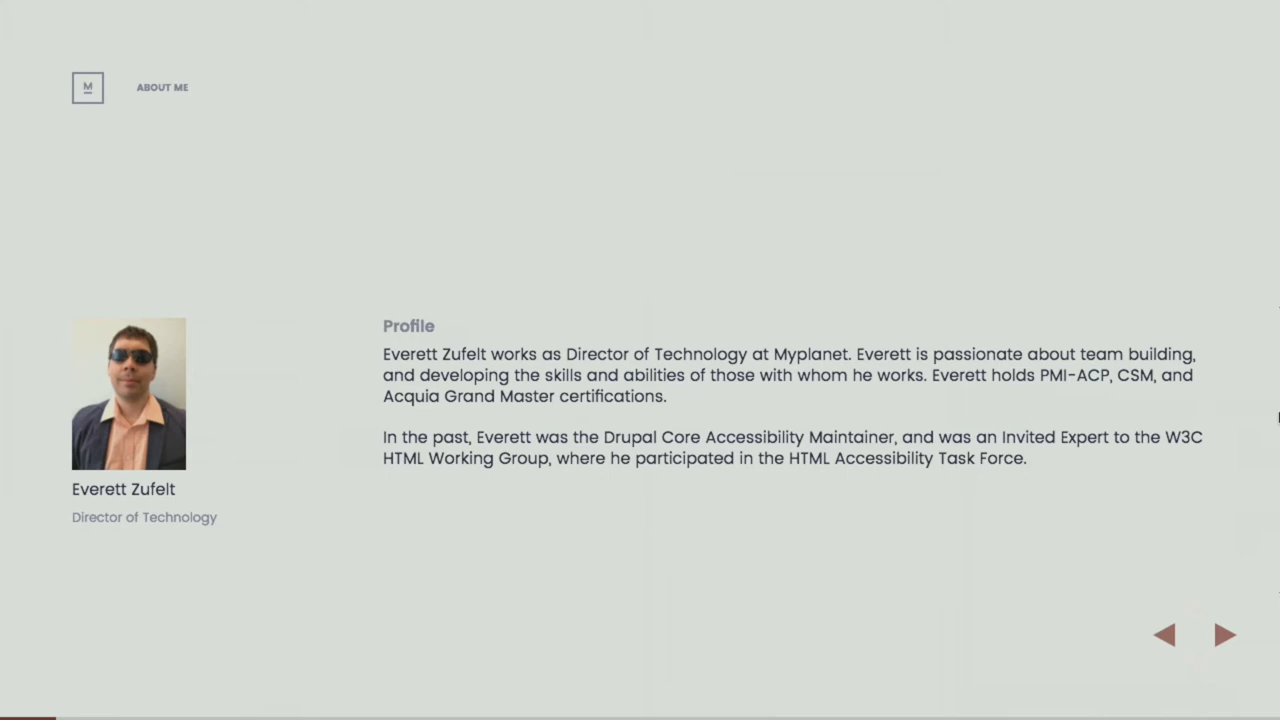 M
ABOUT ME
Profile
Everett Zufelt works as Director of Technology at Myplanet. Everett is passionate about team building,
and developing the skills and abilities of those with whom he works. Everett holds PMI-ACP, CSM, and
Acquia Grand Master certifications.
In the past, Everett was the Drupal Core Accessibility Maintainer, and was an Invited Expert to the W3C
HTML Working Group, where he participated in the HTML Accessibility Task Force.
Everett Zufelt
Director of Technology